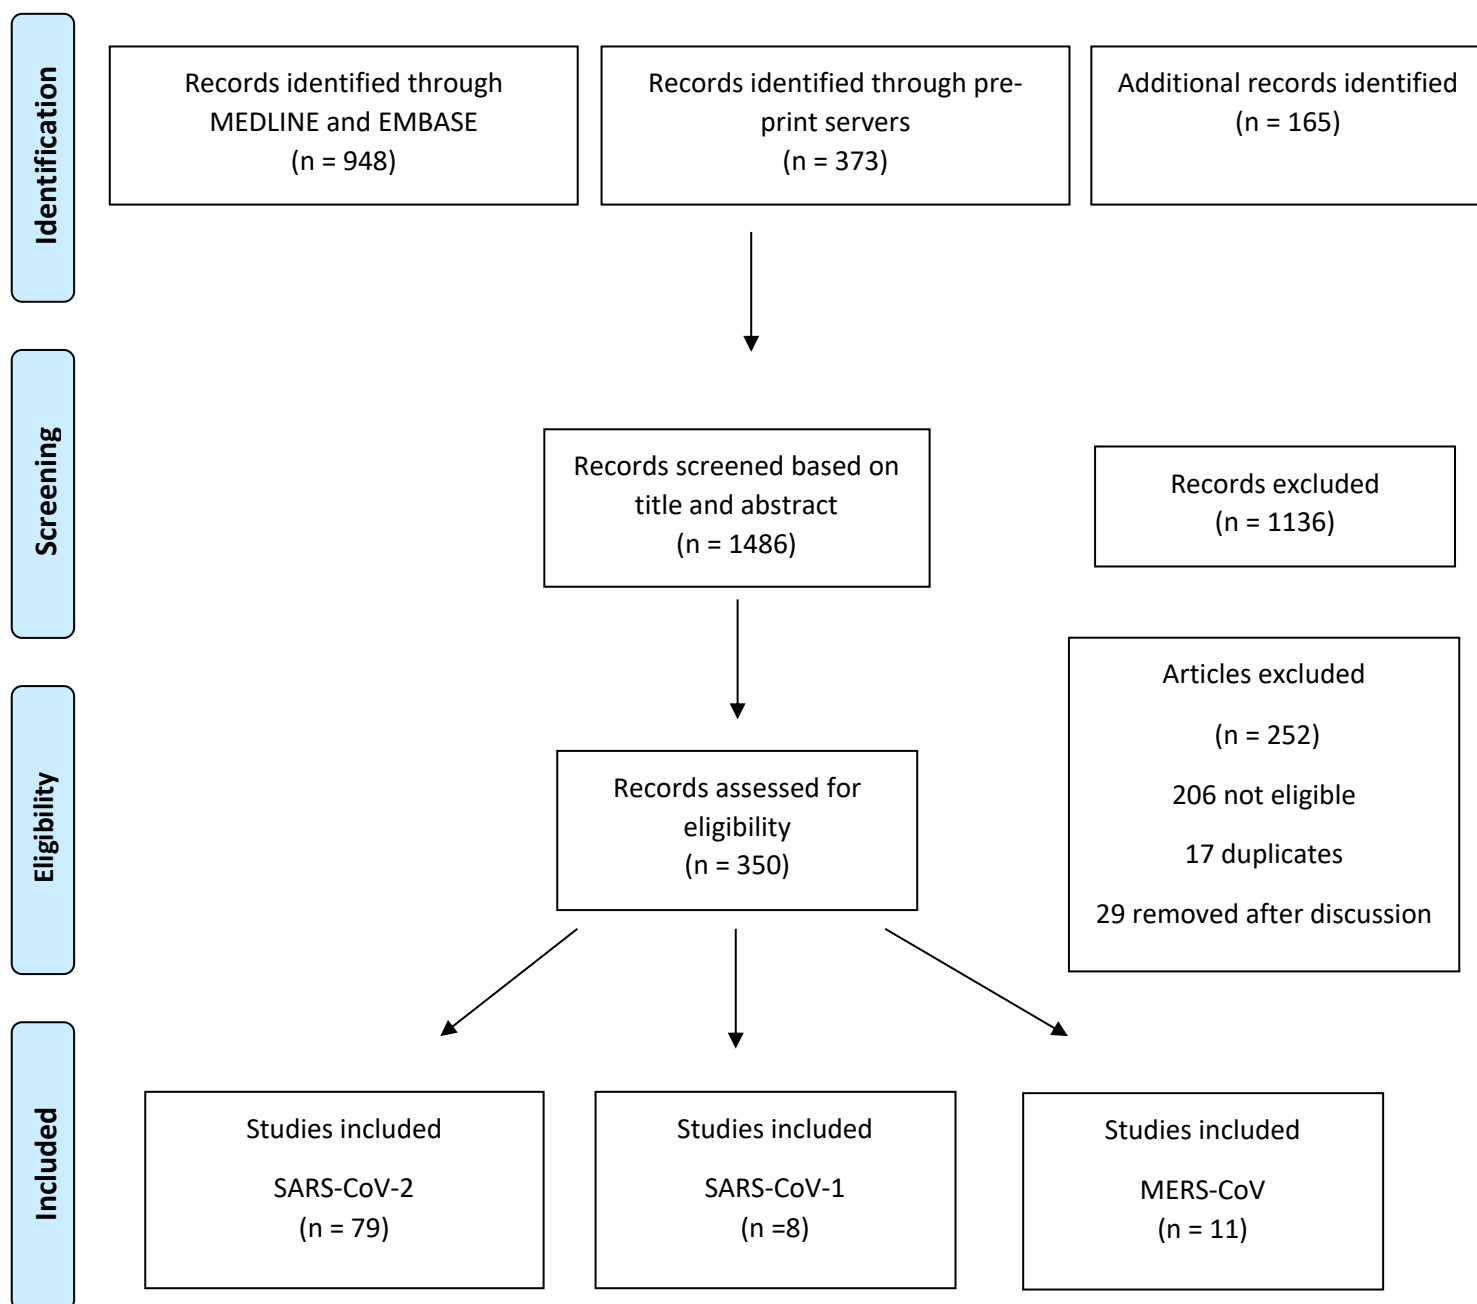 Identification
Records identified through
MEDLINE and EMBASE
(n = 948)
Records identified through pre-
print servers
(n = 373)
Additional records identified
(n = 165)
Screening
Records screened based on
title and abstract
(n = 1486)
Records excluded
(n = 1136)
Eligibility
Records assessed for
eligibility
(n = 350)
Articles excluded
(n = 252)
206 not eligible
17 duplicates
29 removed after discussion
Included
Studies included
SARS-CoV-2
(n = 79)
Studies included
SARS-CoV-1
(n =8)
Studies included
MERS-CoV
(n = 11)